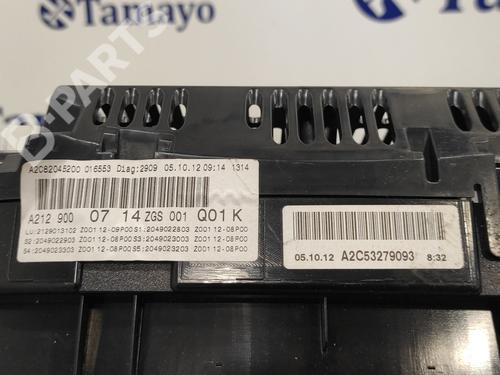 Tamayo
Tamayo
B-PARTS
A2C82045200 016553 Diag:2909 05.10.12 09:14 1314
A212 900 07 14 ZGS 001 Q01 K
LU:2129013102 Z001 12-09P00 S1:2049022803 Z001 12-08P00
S2:2049022903 Z001 12-08P00 S3:2049023003 Z001 12-08P00
S4:2049023303 Z001 12-08P00 S5:2049023203 Z001 12-08P00
05.10.12 A2C53279093 8:32